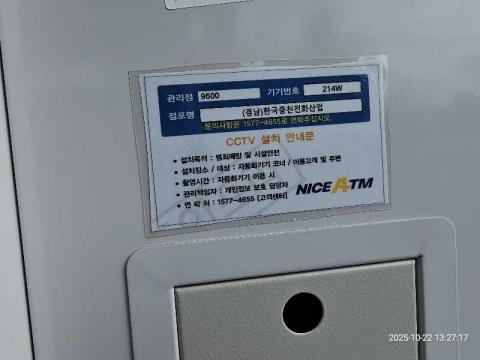 관리점 9600 기기번호 214W
점포명 (경남)한국중천전화산업
문의사항은 1577-4655로 연락주십시오.
CCTV 설치 안내문
• 설치목적 : 범죄예방 및 시설안전
• 설치장소 / 대상 : 자동화기기 코너 / 이용고객 및 주변
• 촬영시간 : 자동화기기 이용 시
• 관리책임자 : 개인정보 보호 담당자
• 연 락 처 : 1577-4655 [고객센터]
NICE ATM
2025-10-22 13:27:17